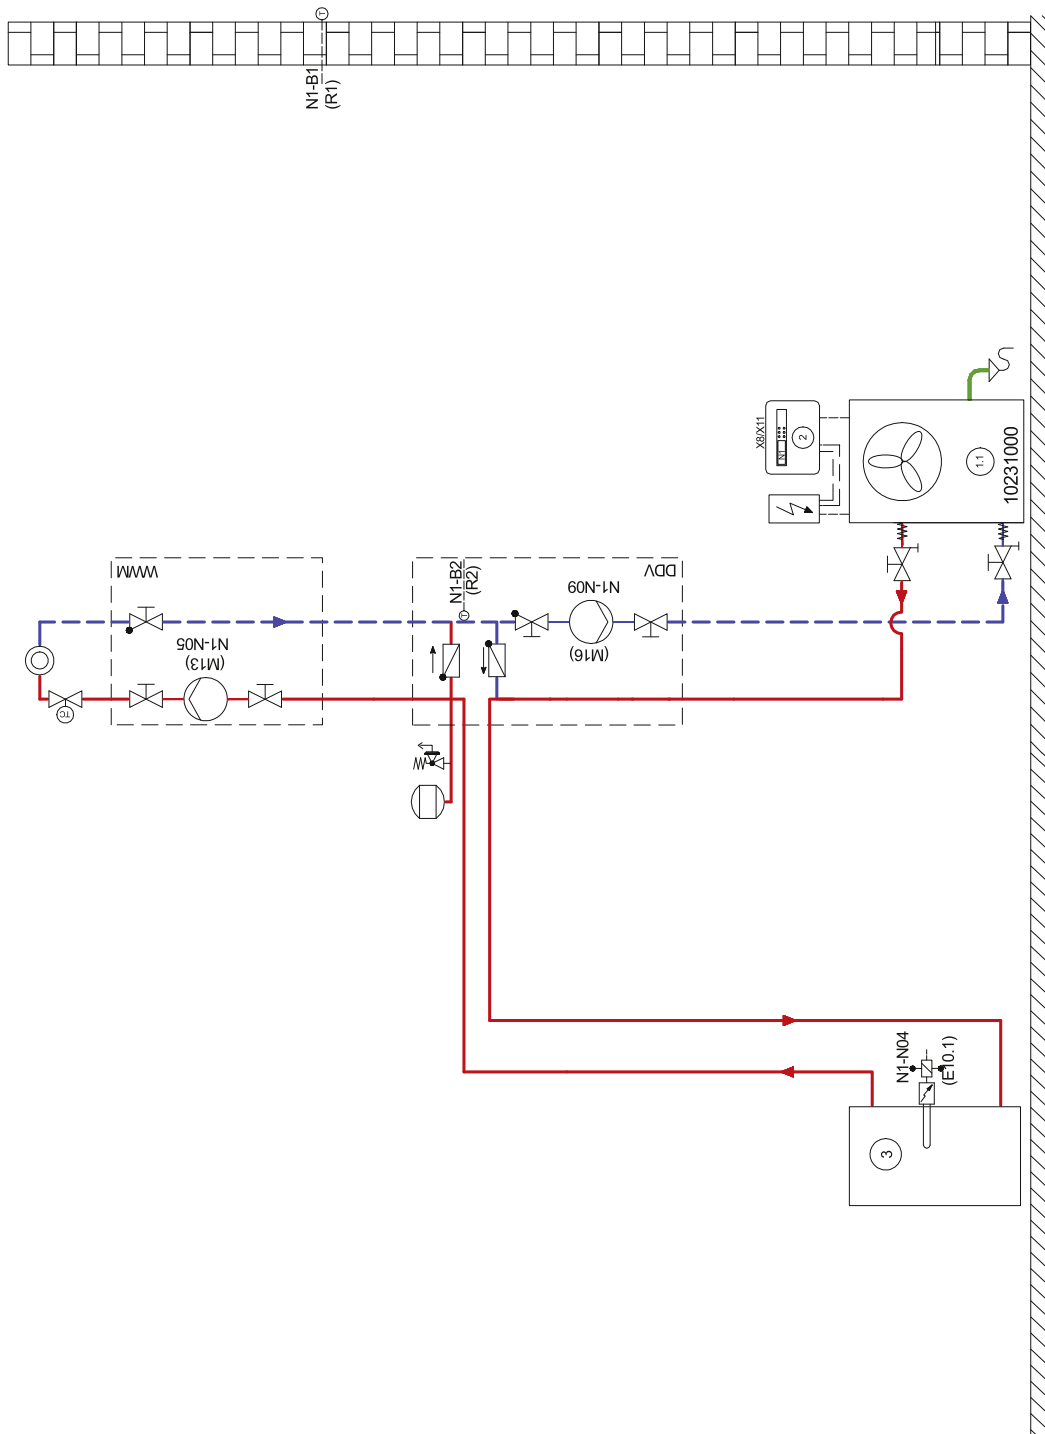 T
N1-B1
(R1)
X8/X11
N1
2
1.1
10231000
WWM
N1-N05
(M13)
TC
N1-B2
(R2)
T
DDV
N1-N09
(M16)
N1-N04
(E10.1)
3